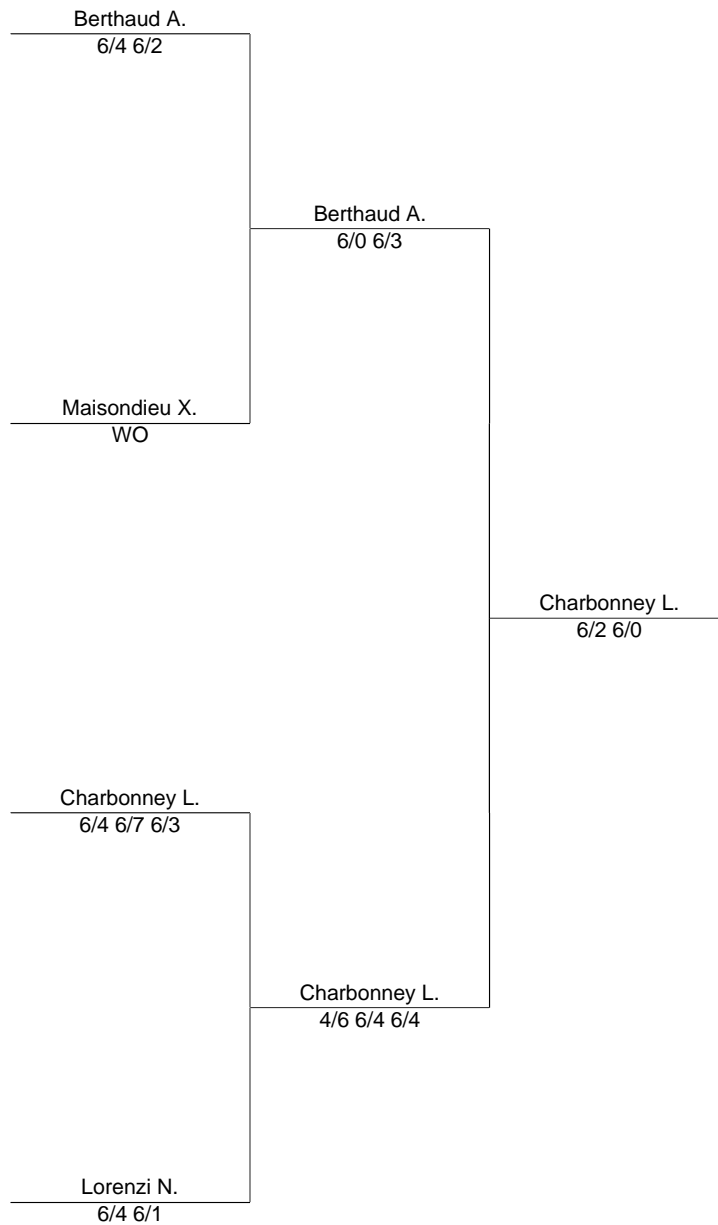 Berthaud A.
6/4 6/2
Berthaud A.
6/0 6/3
Maisondieu X.
WO
Charbonney L.
6/2 6/0
Charbonney L.
6/4 6/7 6/3
Charbonney L.
4/6 6/4 6/4
Lorenzi N.
6/4 6/1